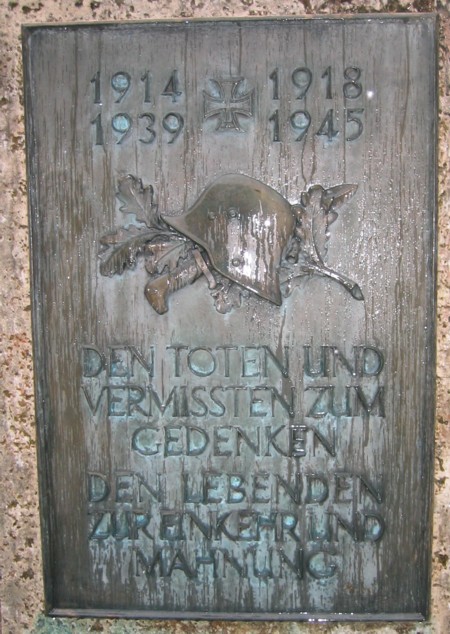 1914 1918
1939 1945
DEN TOTEN UND
VERMISSTEN ZUM
GEDENKEN
DEN LEBENDEN
ZUR EINKEHR UND
MAHNUNG